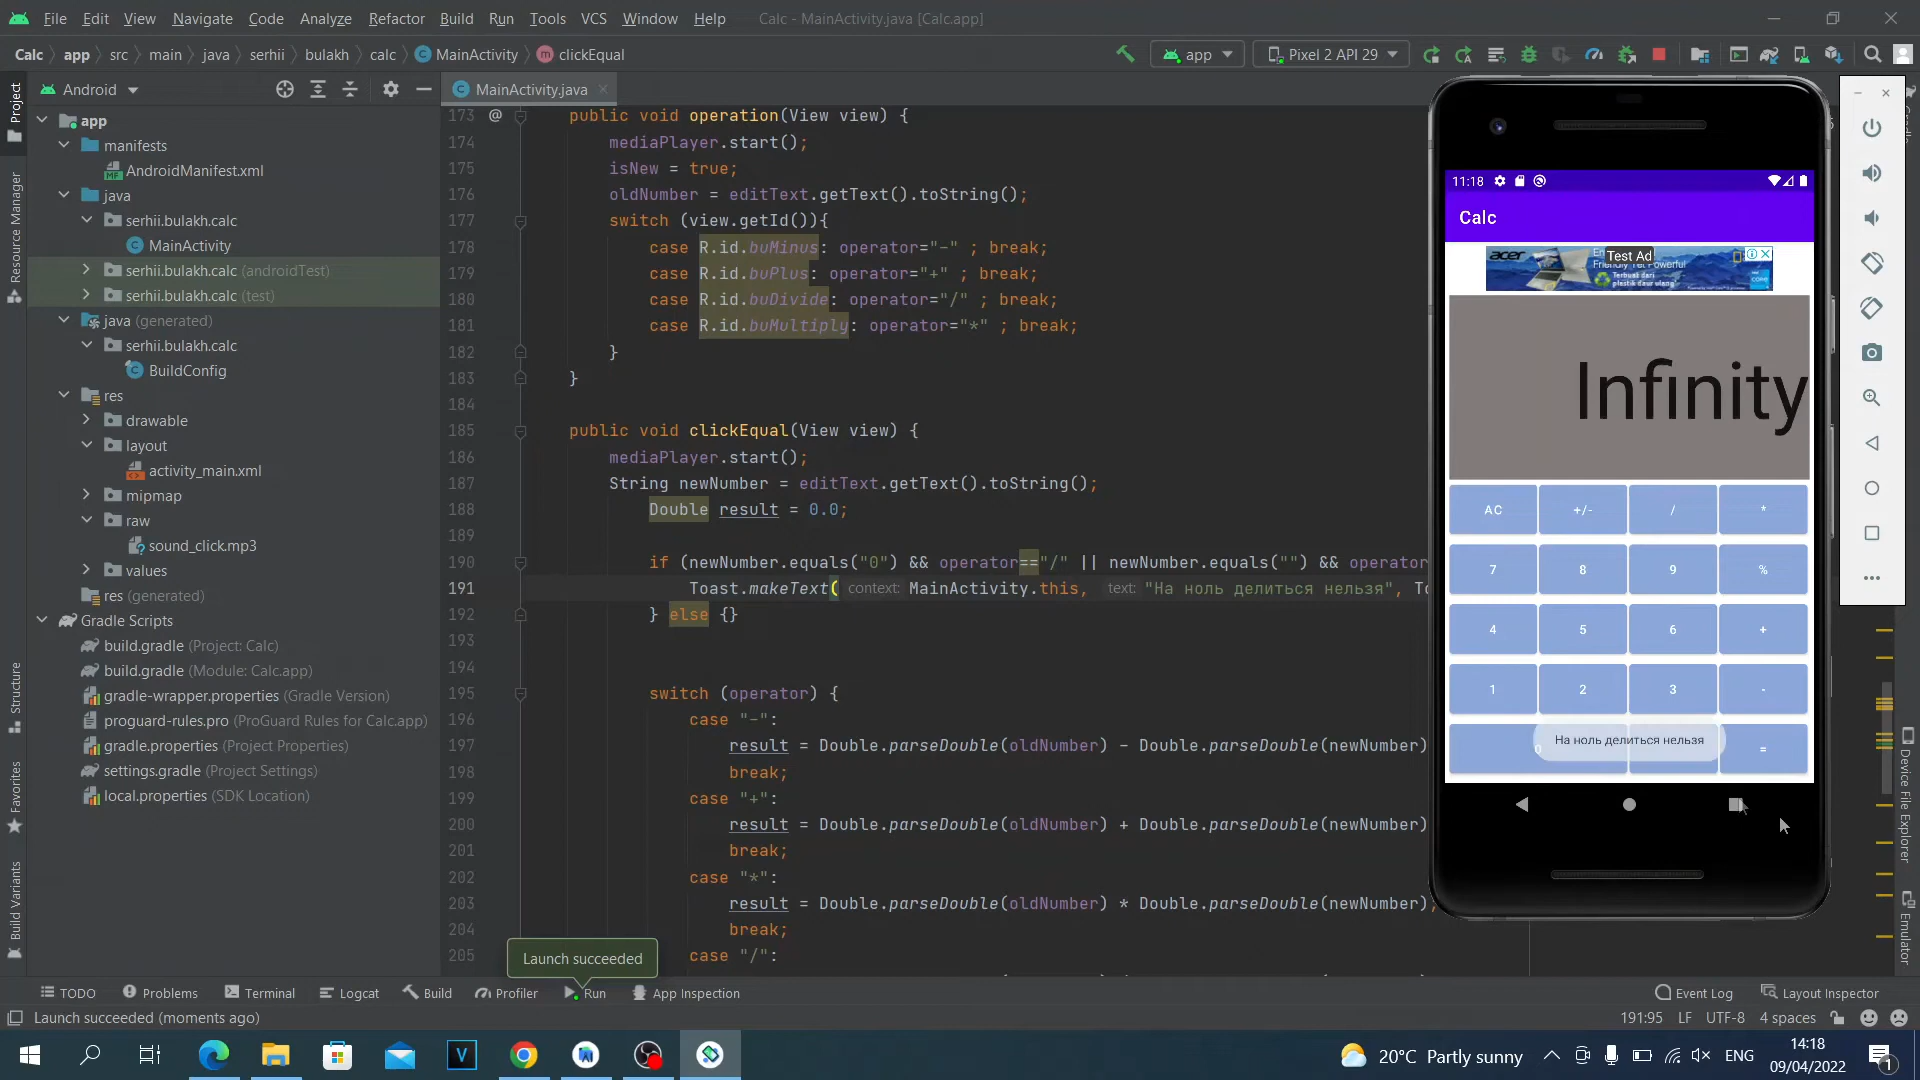 File Edit View Navigate Code Analyze Refactor Build Run Tools VCS Window Help Calc - MainActivity.java [Calc.app]
Calc app src main java serhii bulakh calc MainActivity clickEqual
app Pixel 2 API 29
Android
MainActivity.java
Project
Resource Manager
Structure
Favorites
Build Variants
app
manifests
AndroidManifest.xml
java
serhii.bulakh.calc
MainActivity
serhii.bulakh.calc (androidTest)
serhii.bulakh.calc (test)
java (generated)
serhii.bulakh.calc
BuildConfig
res
drawable
layout
activity_main.xml
mipmap
raw
sound_click.mp3
values
res (generated)
Gradle Scripts
build.gradle (Project: Calc)
build.gradle (Module: Calc.app)
gradle-wrapper.properties (Gradle Version)
proguard-rules.pro (ProGuard Rules for Calc.app)
gradle.properties (Project Properties)
settings.gradle (Project Settings)
local.properties (SDK Location)
173 @ public void operation(View view) {
174 mediaPlayer.start();
175 isNew = true;
176 oldNumber = editText.getText().toString();
177 switch (view.getId()){
178 case R.id.buMinus: operator="-" ; break;
179 case R.id.buPlus: operator="+" ; break;
180 case R.id.buDivide: operator="/" ; break;
181 case R.id.buMultiply: operator="*" ; break;
182 }
183 }
184
185 public void clickEqual(View view) {
186 mediaPlayer.start();
187 String newNumber = editText.getText().toString();
188 Double result = 0.0;
189
190 if (newNumber.equals("0") && operator=="/" || newNumber.equals("") && operator
191 Toast.makeText( context: MainActivity.this, text: "На ноль делиться нельзя", To
192 } else {}
193
194
195 switch (operator) {
196 case "-":
197 result = Double.parseDouble(oldNumber) - Double.parseDouble(newNumber)
198 break;
199 case "+":
200 result = Double.parseDouble(oldNumber) + Double.parseDouble(newNumber)
201 break;
202 case "*":
203 result = Double.parseDouble(oldNumber) * Double.parseDouble(newNumber);
204 break;
205 case "/":
11:18
Calc
acer
Test Ad
Infinity
AC +/- / *
7 8 9 %
4 5 6 +
1 2 3 -
0 =
На ноль делиться нельзя
Device File Explorer
Emulator
Launch succeeded
TODO Problems Terminal Logcat Build Profiler Run App Inspection Event Log Layout Inspector
Launch succeeded (moments ago) 191:95 LF UTF-8 4 spaces
V 20°C Partly sunny ENG 14:18
09/04/2022
1